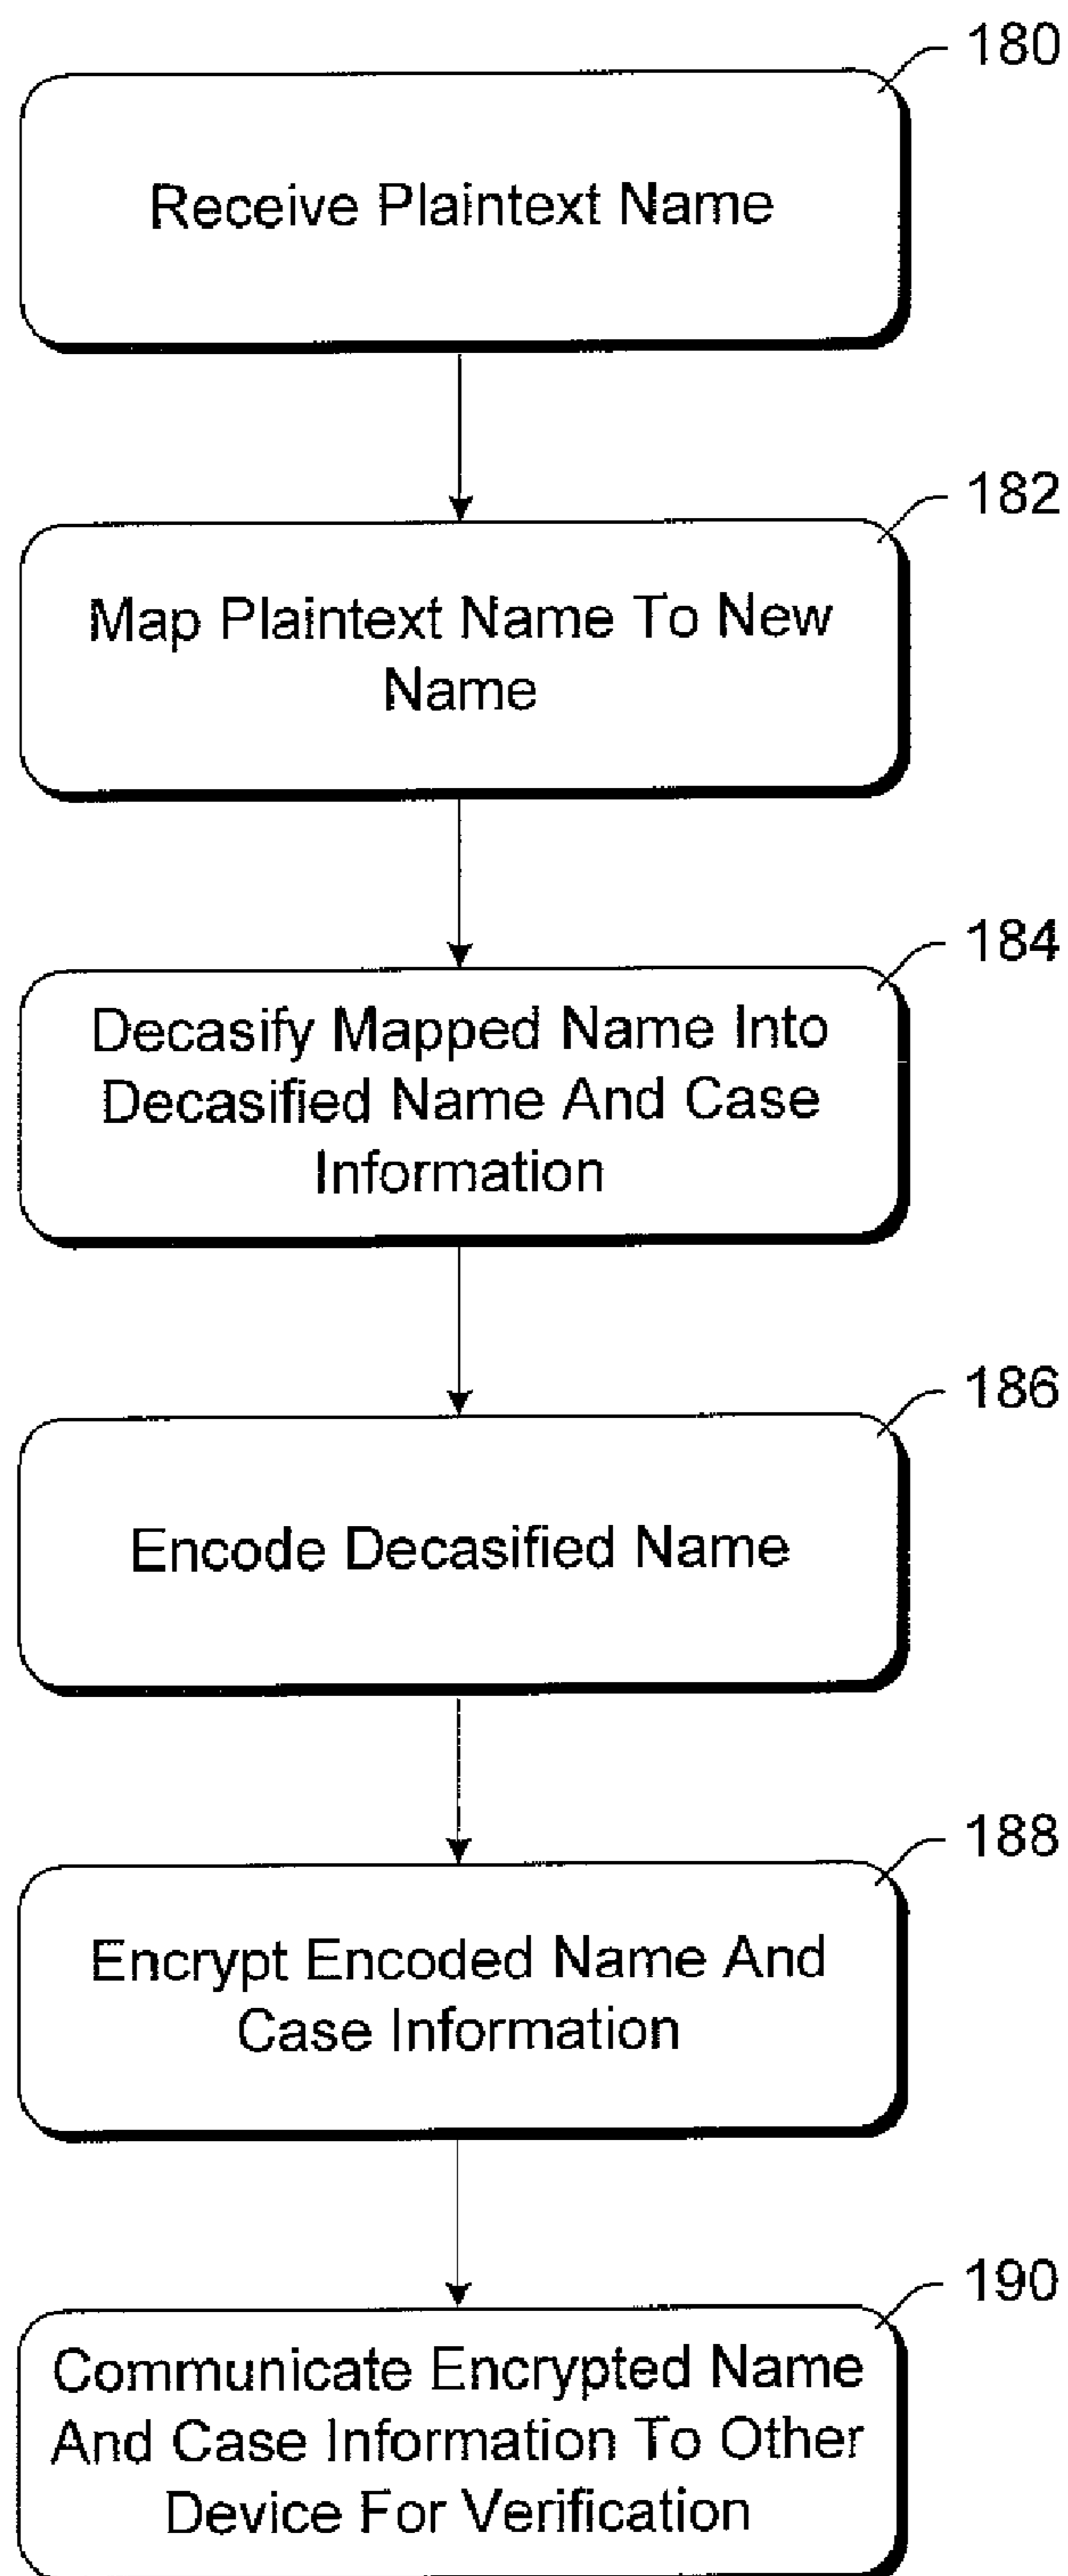 180
Receive Plaintext Name
182
Map Plaintext Name To New
Name
184
Decasify Mapped Name Into
Decasified Name And Case
Information
186
Encode Decasified Name
188
Encrypt Encoded Name And
Case Information
190
Communicate Encrypted Name
And Case Information To Other
Device For Verification